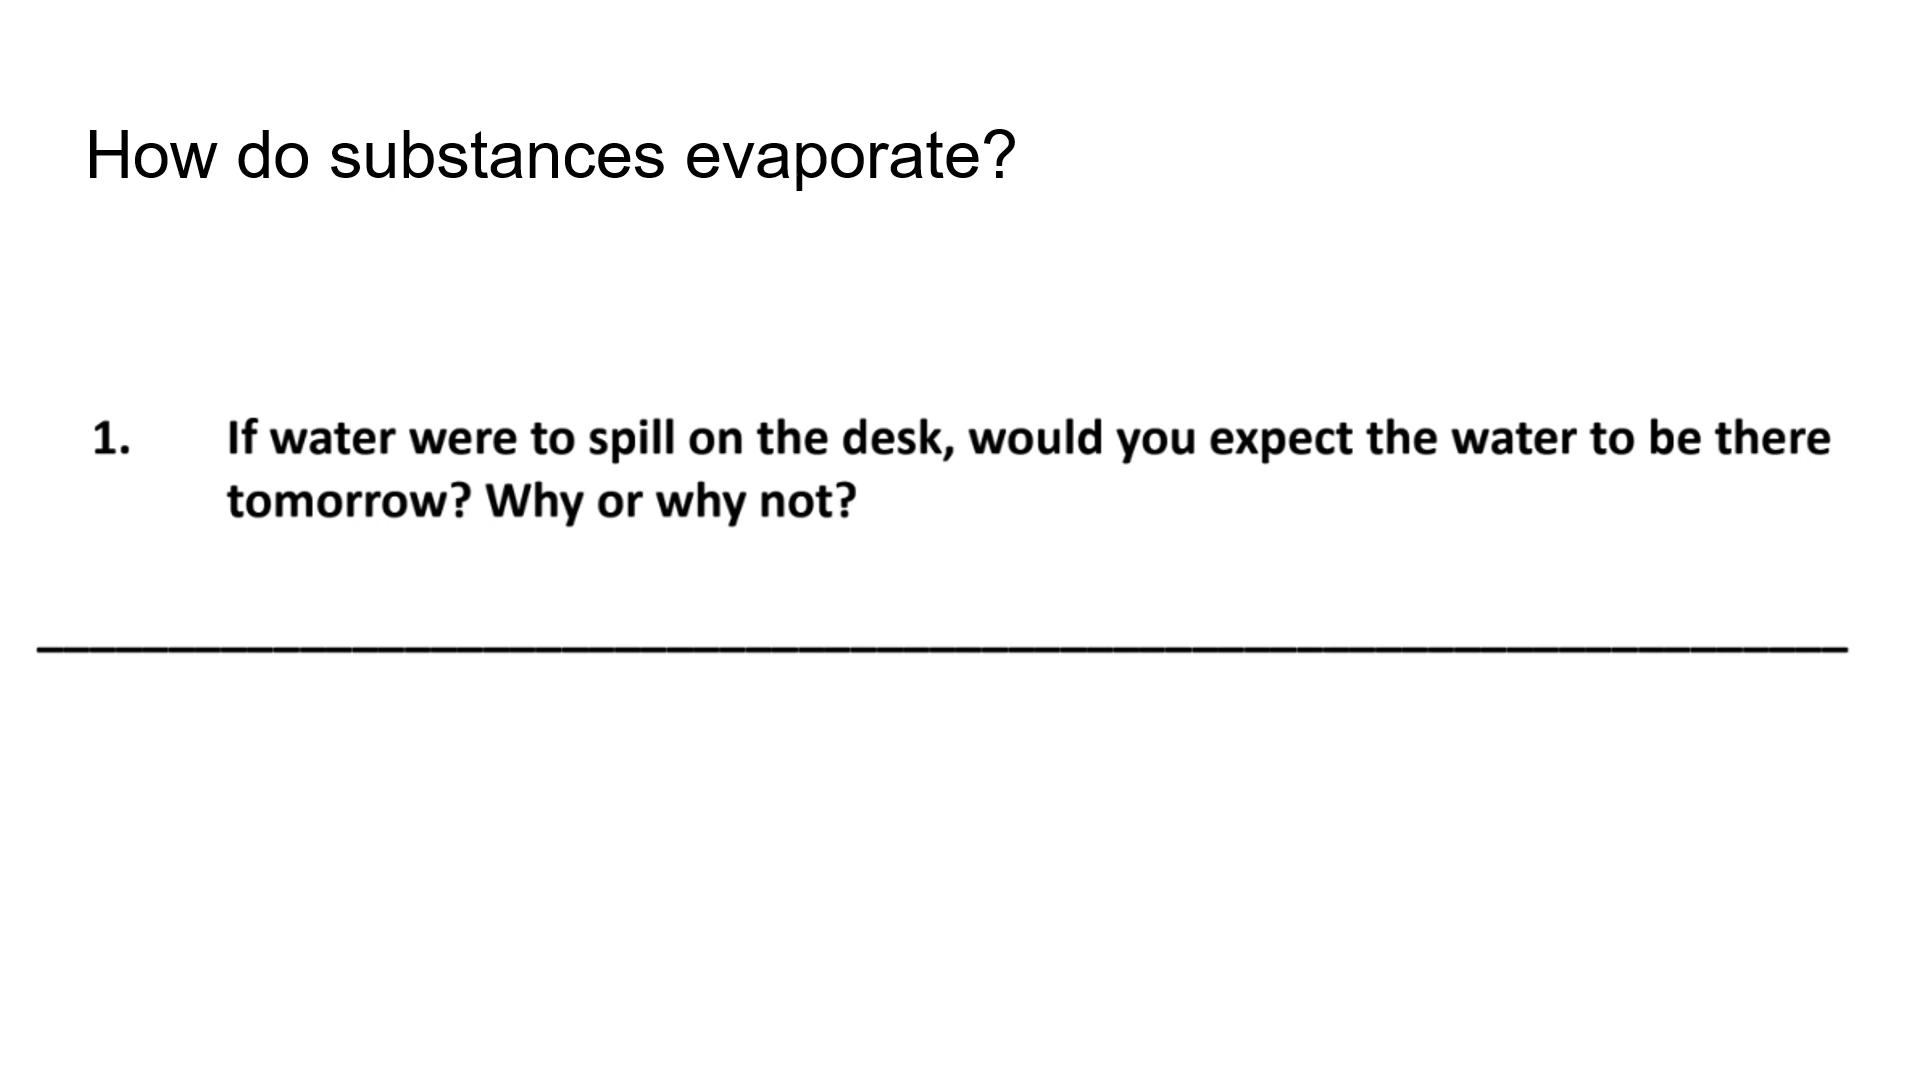 How do substances evaporate?
1. If water were to spill on the desk, would you expect the water to be there
tomorrow? Why or why not?